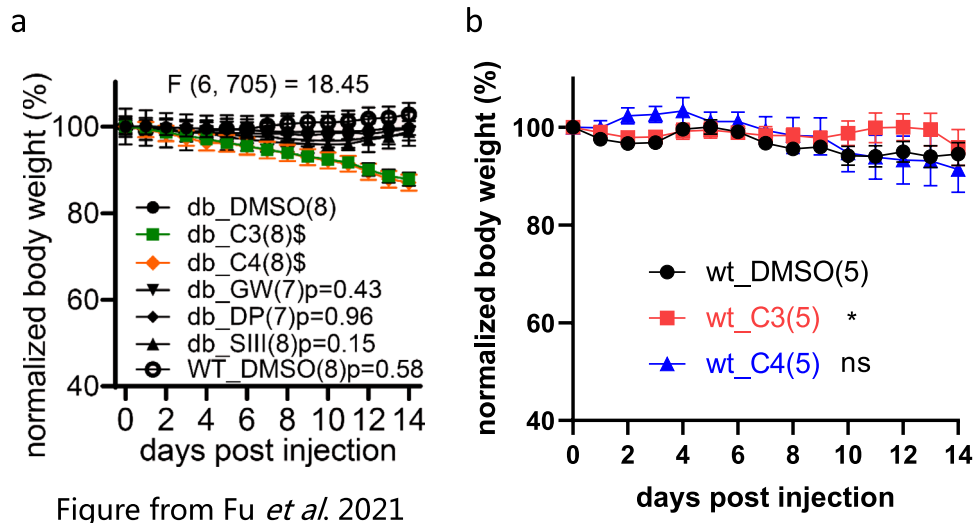 a
F (6, 705) = 18.45
normalized body weight (%)
100
80
60
40
db_DMSO(8)
db_C3(8)$
db_C4(8)$
db_GW(7)p=0.43
db_DP(7)p=0.96
db_SIII(8)p=0.15
WT_DMSO(8)p=0.58
0 2 4 6 8 10 12 14
days post injection
Figure from Fu et al. 2021
b
normalized body weight (%)
100
80
60
40
wt_DMSO(5)
wt_C3(5) *
wt_C4(5) ns
0 2 4 6 8 10 12 14
days post injection